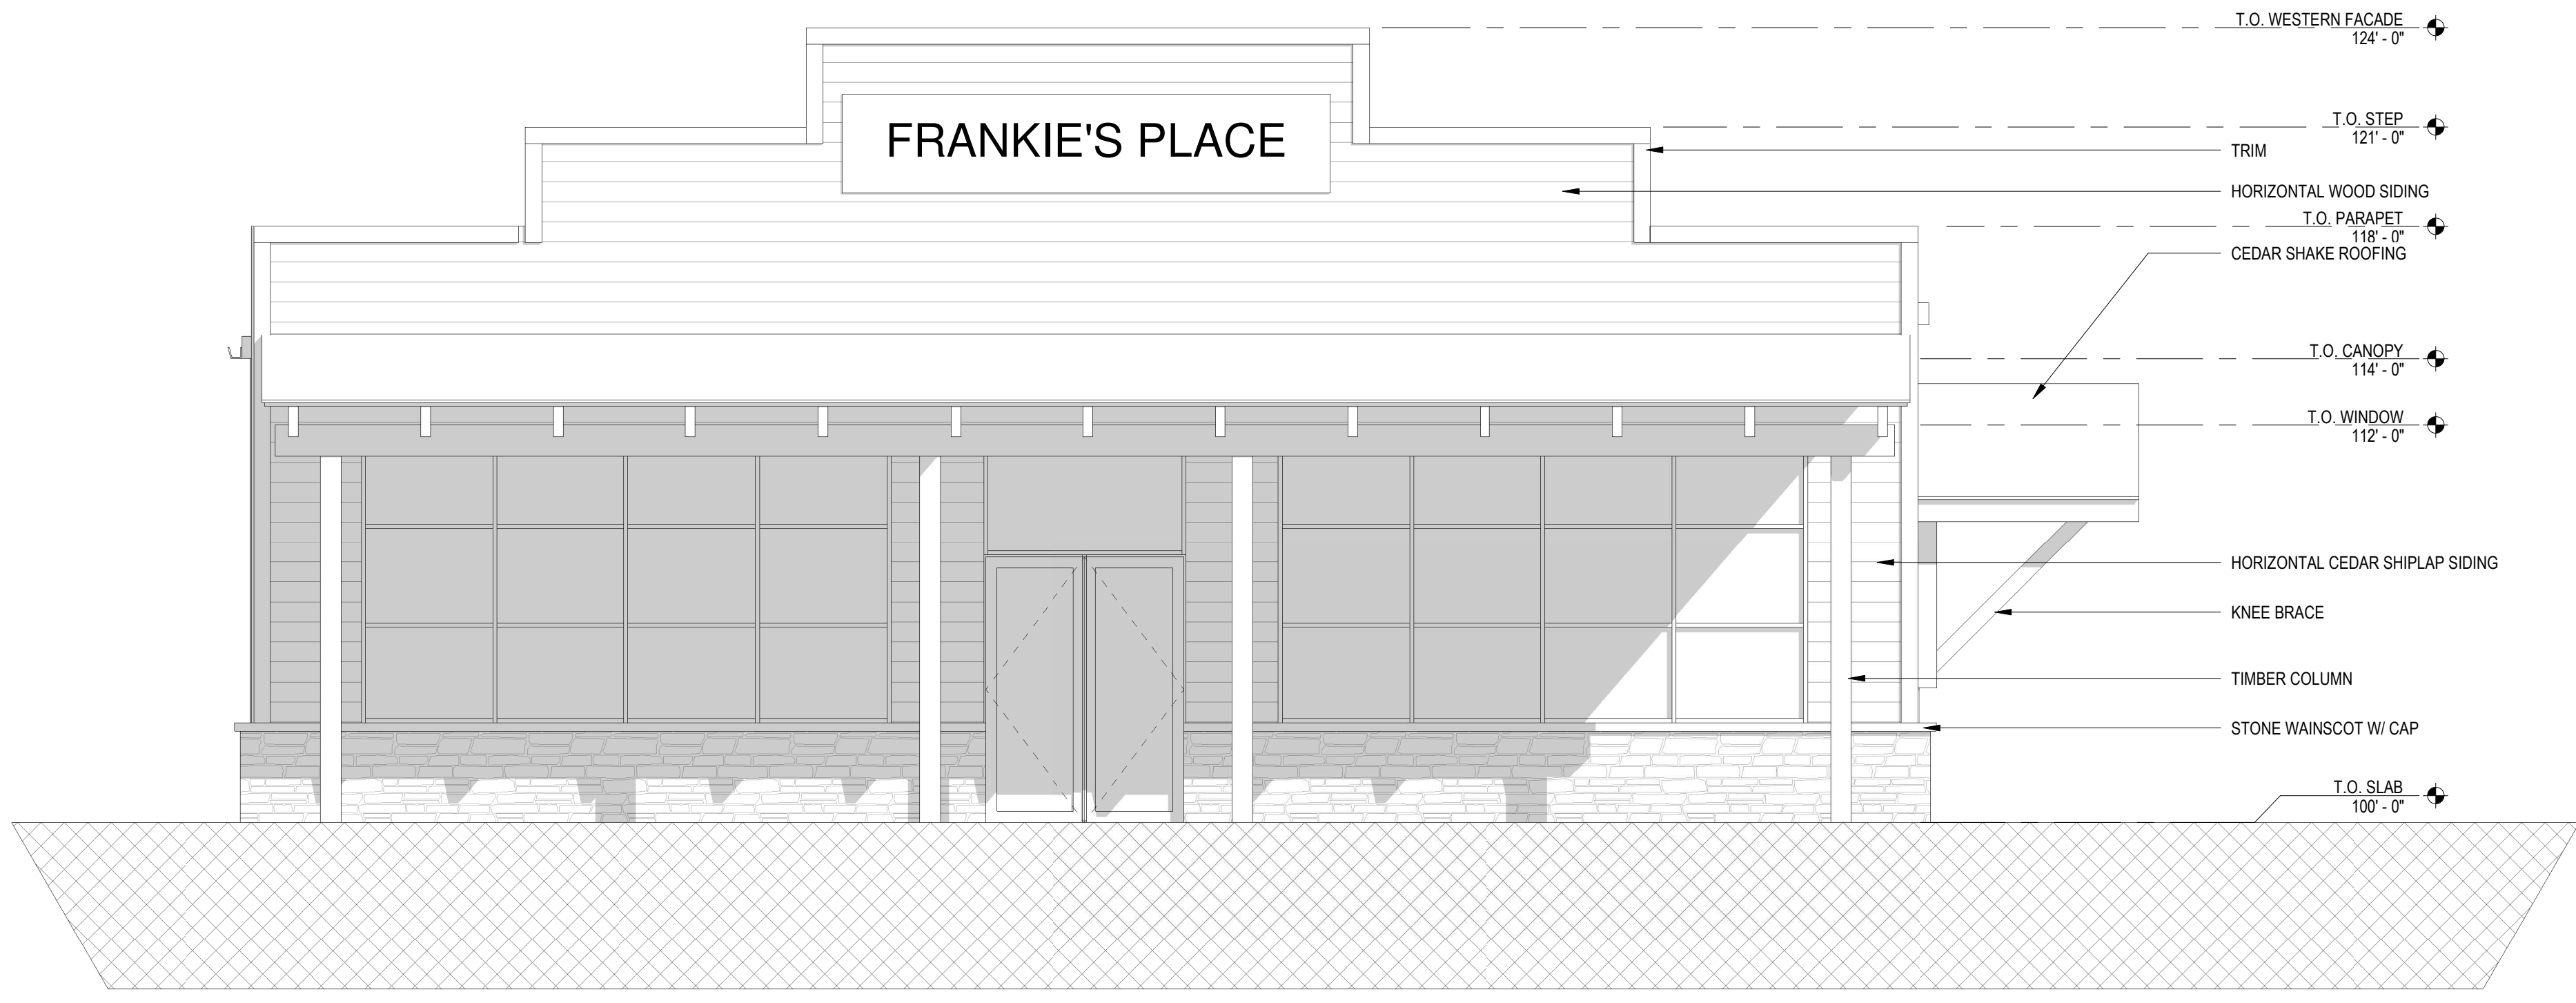 T.O. WESTERN FACADE
124' - 0"
FRANKIE'S PLACE
T.O. STEP
121' - 0"
TRIM
HORIZONTAL WOOD SIDING
T.O. PARAPET
118' - 0"
CEDAR SHAKE ROOFING
T.O. CANOPY
114' - 0"
T.O. WINDOW
112' - 0"
HORIZONTAL CEDAR SHIPLAP SIDING
KNEE BRACE
TIMBER COLUMN
STONE WAINSCOT W/ CAP
T.O. SLAB
100' - 0"